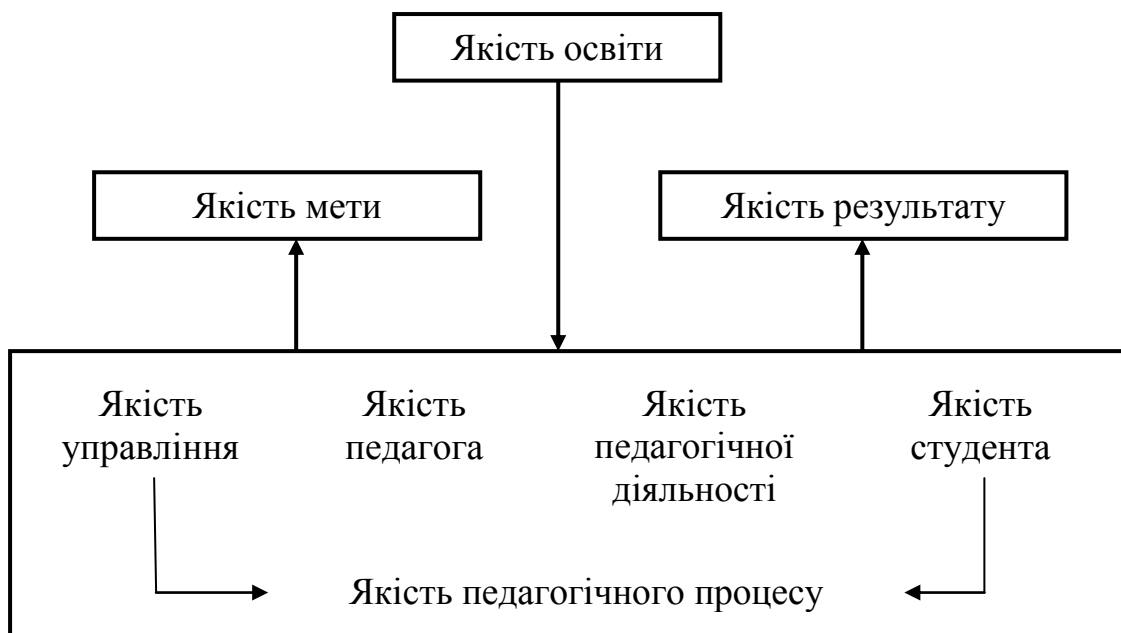 Якість освіти
Якість мети
Якість результату
Якість
управління
Якість
педагога
Якість
педагогічної
діяльності
Якість
студента
Якість педагогічного процесу